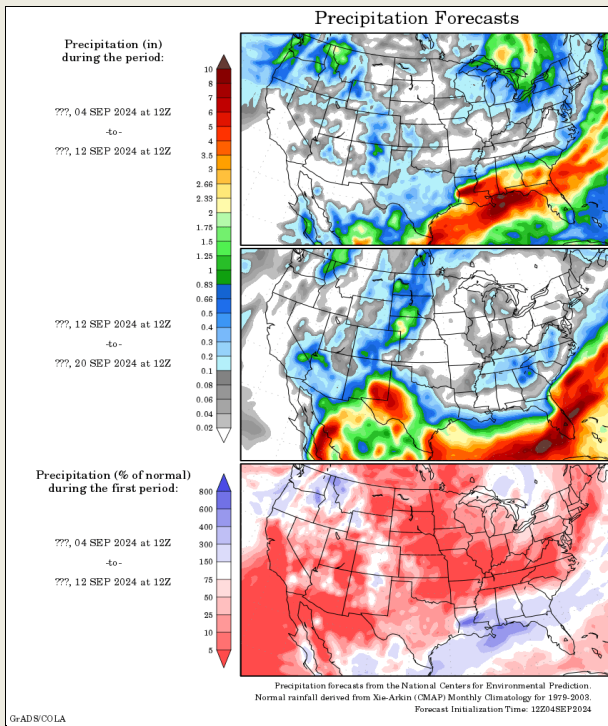 Precipitation Forecasts
Precipitation (in)
during the period:
???, 04 SEP 2024 at 12Z
-to-
???, 12 SEP 2024 at 12Z
10
8
7
6
5
4
3.5
3
2.66
2.33
2
1.75
1.5
1.25
1
0.83
0.66
0.5
0.4
0.3
0.2
0.1
0.08
0.06
0.04
0.02
???, 12 SEP 2024 at 12Z
-to-
???, 20 SEP 2024 at 12Z
Precipitation (% of normal)
during the first period:
???, 04 SEP 2024 at 12Z
-to-
???, 12 SEP 2024 at 12Z
800
600
400
300
150
75
50
25
10
5
Precipitation forecasts from the National Centers for Environmental Prediction.
Normal rainfall derived from Xie-Arkin (CMAP) Monthly Climatology for 1979-2003.
Forecast Initialization Time: 12Z04SEP2024
GrADS/COLA